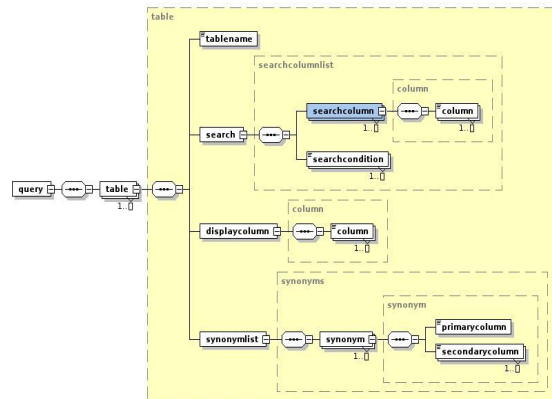 table
tablename
searchcolumnlist
column
searchcolumn
column
1..
1..
search
searchcondition
1..
query
table
1..
column
displaycolumn
column
1..
synonyms
synonym
primarycolumn
synonymlist
synonym
secondarycolumn
1..
1..